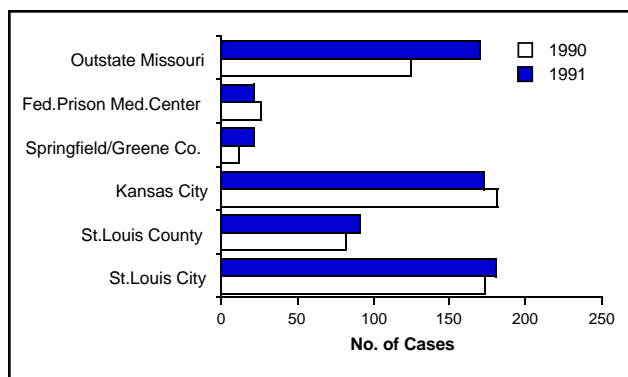 Outstate Missouri
Fed.Prison Med.Center
Springfield/Greene Co.
Kansas City
St.Louis County
St.Louis City
1990
1991
0 50 100 150 200 250
No. of Cases